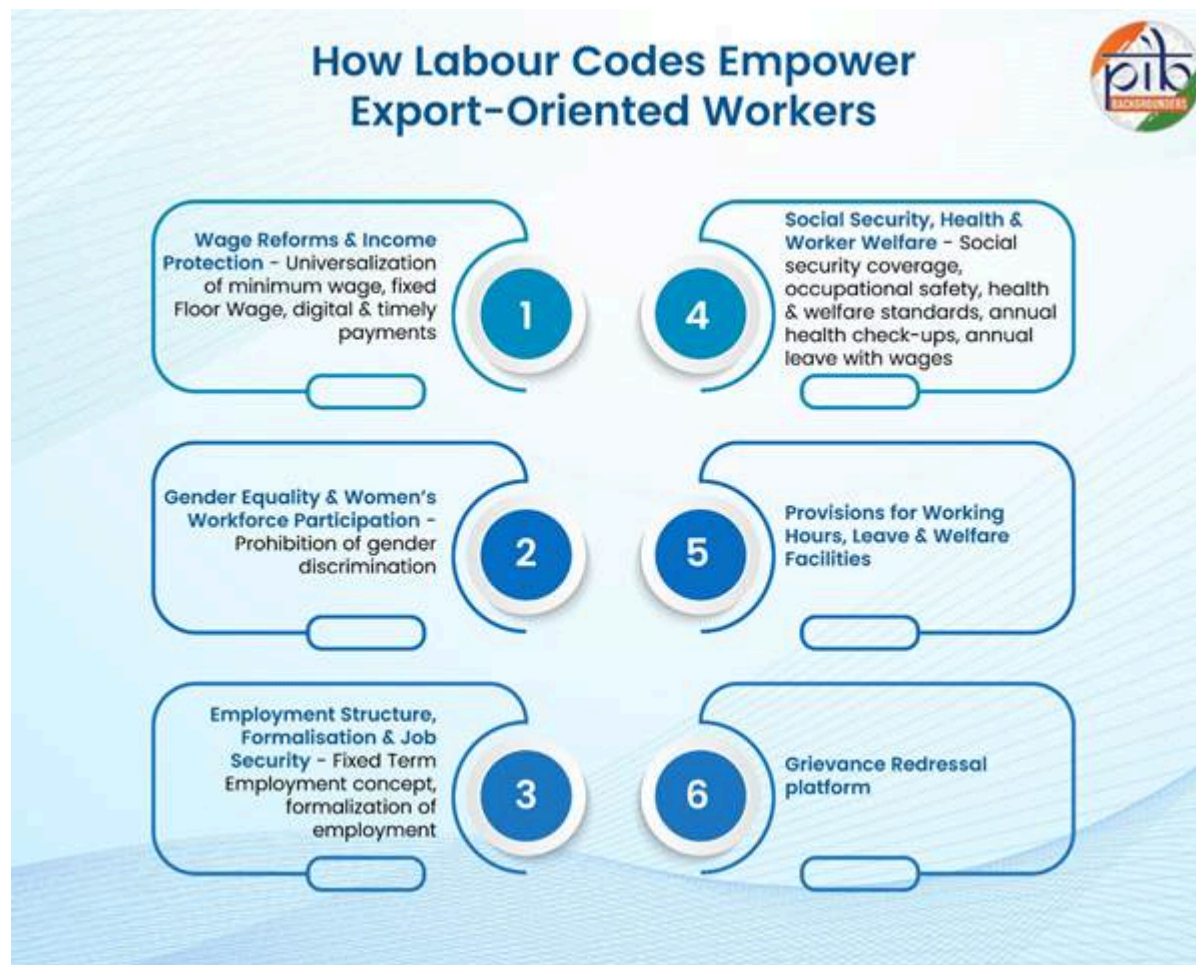 How Labour Codes Empower
Export-Oriented Workers
pib
BACKGROUNDERS
Wage Reforms & Income
Protection - Universalization
of minimum wage, fixed
Floor Wage, digital & timely
payments
1
Gender Equality & Women's
Workforce Participation -
Prohibition of gender
discrimination
2
Employment Structure,
Formalisation & Job
Security - Fixed Term
Employment concept,
formalization of
employment
3
4
Social Security, Health &
Worker Welfare - Social
security coverage,
occupational safety, health
& welfare standards, annual
health check-ups, annual
leave with wages
5
Provisions for Working
Hours, Leave & Welfare
Facilities
6
Grievance Redressal
platform